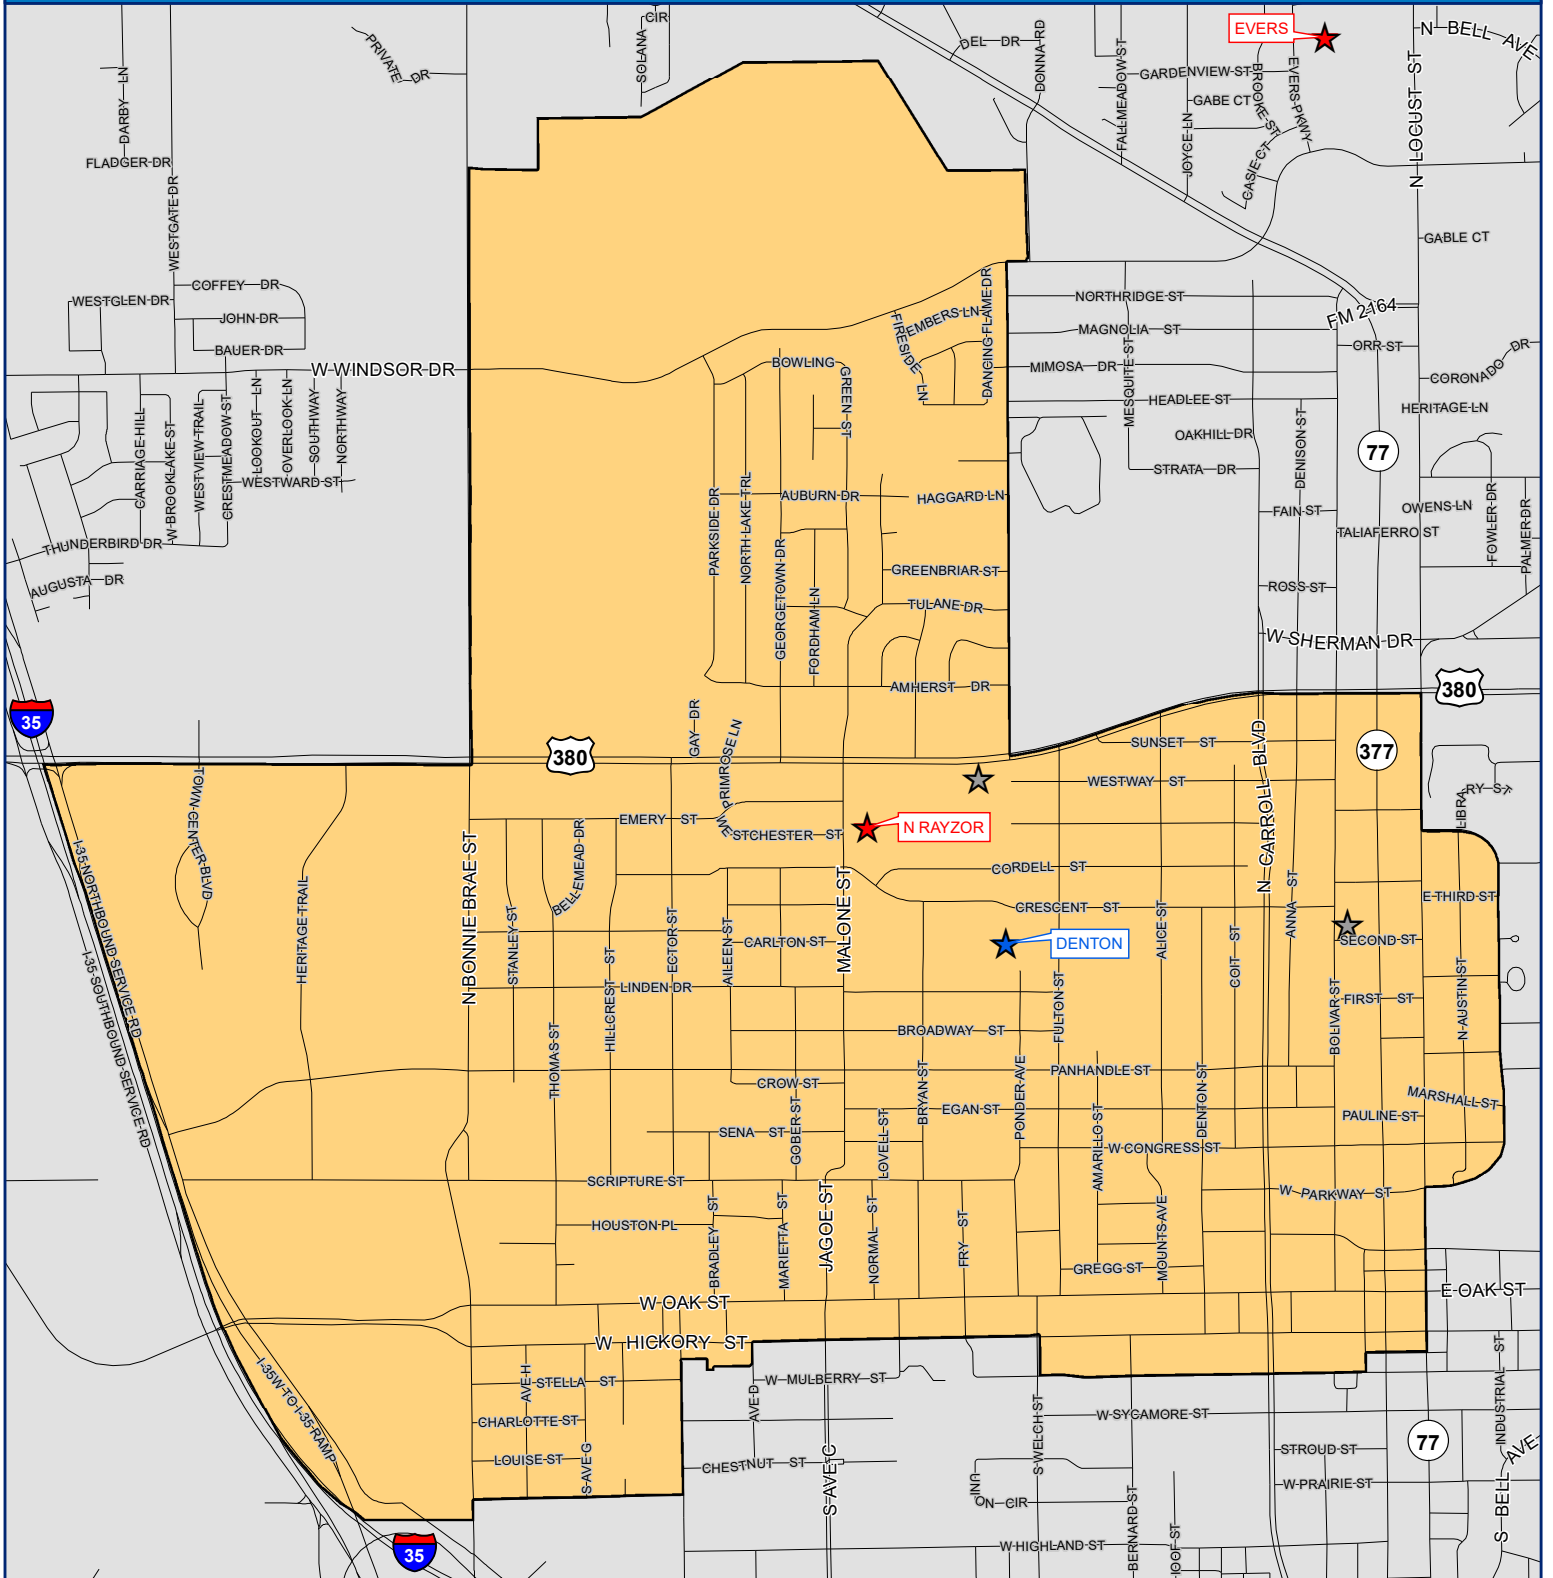 CIR
SOLANA
PRIVATE DR
DARBY LN
FLADGER DR
WESTGATE DR
DEL DR
DONNA RD
FALLMEADOW ST
GARDENVIEW ST
GABE CT
JOYCE LN
BROOKE ST
EVERS PKWY
CASIE CT
EVERS
N LOCUST ST
N BELL AVE
GABLE CT
COFFEY DR
WESTGLEN DR
JOHN DR
BAUER DR
W WINDSOR DR
CARRIAGE HILL
W BROOKLAKE ST
WESTVIEW TRAIL
CRESTMEADOW ST
LOOKOUT LN
OVERLOOK LN
SOUTHWAY
NORTHWAY
WESTWARD ST
THUNDERBIRD DR
AUGUSTA DR
EMBERS LN
FIRESIDE LN
DANCING FLAME DR
BOWLING GREEN ST
PARKSIDE DR
NORTH LAKE TRL
AUBURN DR
HAGGARD LN
GEORGETOWN DR
FORDHAM LN
GREENBRIAR ST
TULANE DR
AMHERST DR
NORTHRIDGE ST
MAGNOLIA ST
MIMOSA DR
MESQUITE ST
HEADLEE ST
OAKHILL DR
STRATA DR
DENISON ST
FAIN ST
ROSS ST
FM 2164
ORR ST
CORONADO DR
HERITAGE LN
77
OWENS LN
TALIAFERRO ST
FOWLER DR
PALMER DR
W SHERMAN DR
380
35
380
377
GAY DR
PRIMROSE LN
SUNSET ST
WESTWAY ST
N CARROLL BLVD
LIBRA
RY ST
TOWN CENTER BLVD
HERITAGE TRAIL
N BONNIE BRAE ST
EMERY ST
WESTCHESTER ST
N RAYZOR
BELLEMEAD DR
STANLEY ST
HILLCREST ST
ECTOR ST
AILEEN ST
CARLTON ST
MALONE ST
CORDELL ST
CRESCENT ST
DENTON
ALICE ST
COIT ST
ANNA ST
E THIRD ST
SECOND ST
FIRST ST
N AUSTIN ST
BOLIVAR ST
I-35 NORTHBOUND SERVICE RD
I-35 SOUTHBOUND SERVICE RD
LINDEN DR
THOMAS ST
BROADWAY ST
FULTON ST
PONDER AVE
PANHANDLE ST
CROW ST
GOBER ST
BRYAN ST
EGAN ST
AMARILLO ST
DENTON ST
MARSHALL ST
PAULINE ST
SENA ST
LOVELL ST
W CONGRESS ST
SCRIPTURE ST
W PARKWAY ST
HOUSTON PL
BRADLEY ST
MARIETTA ST
JAGOE ST
NORMAL ST
FRY ST
MOUNTS AVE
GREGG ST
W OAK ST
E OAK ST
W HICKORY ST
I-35W TO I-35 RAMP
AVE H
STELLA ST
CHARLOTTE ST
LOUISE ST
S AVE G
AVE D
W MULBERRY ST
CHESTNUT ST
S AVE C
S WELCH ST
W SYCAMORE ST
UNION CIR
BERNARD ST
W HIGHLAND ST
IOOF ST
STROUD ST
W PRAIRIE ST
77
INDUSTRIAL ST
S BELL AVE
35